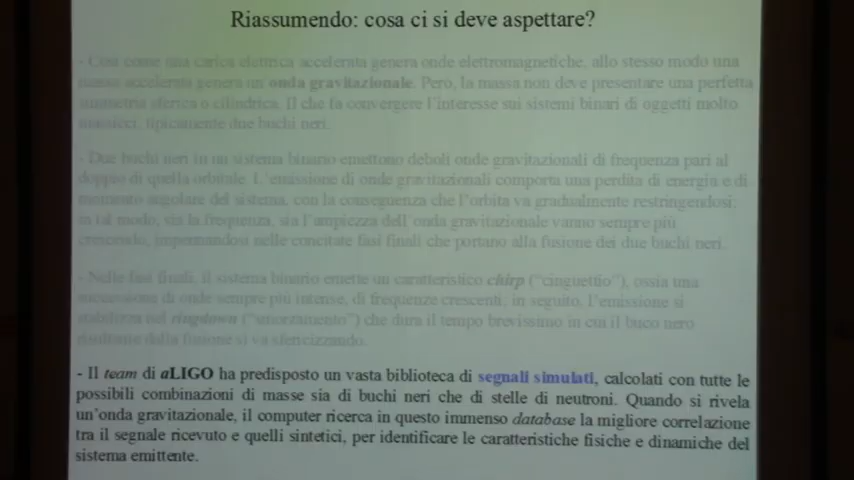 Riassumendo: cosa ci si deve aspettare?
- Così come una carica elettrica accelerata genera onde elettromagnetiche, allo stesso modo una
massa accelerata genera un onda gravitazionale. Però, la massa non deve presentare una perfetta
simmetria sferica o cilindrica. Il che fa convergere l'interesse sui sistemi binari di oggetti molto
massicci, tipicamente due buchi neri.
- Due buchi neri in un sistema binario emettono deboli onde gravitazionali di frequenza pari al
doppio di quella orbitale. L'emissione di onde gravitazionali comporta una perdita di energia e di
momento angolare del sistema, con la conseguenza che l'orbita va gradualmente restringendosi;
in tal modo, sia la frequenza, sia l'ampiezza dell'onda gravitazionale vanno sempre più
crescendo, impennandosi nelle concitate fasi finali che portano alla fusione dei due buchi neri.
- Nelle fasi finali, il sistema binario emette un caratteristico chirp ("cinguettio"), ossia una
successione di onde sempre più intense, di frequenze crescenti, in seguito, l'emissione si
stabilizza nel ringdown ("smorzamento") che dura il tempo brevissimo in cui il buco nero
risultante dalla fusione si va sfericizzando.
- Il team di aLIGO ha predisposto un vasta biblioteca di segnali simulati, calcolati con tutte le
possibili combinazioni di masse sia di buchi neri che di stelle di neutroni. Quando si rivela
un'onda gravitazionale, il computer ricerca in questo immenso database la migliore correlazione
tra il segnale ricevuto e quelli sintetici, per identificare le caratteristiche fisiche e dinamiche del
sistema emittente.